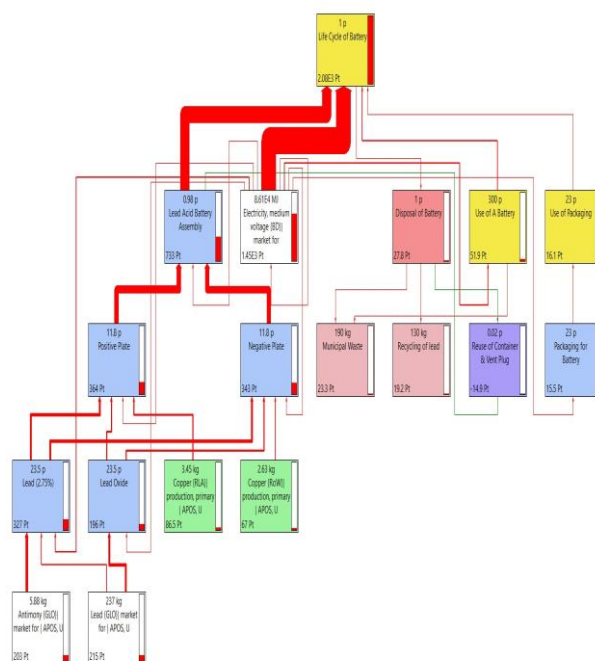 1 p
Life Cycle of Battery
2.08E3 Pt
0.98 p
Lead Acid Battery
Assembly
733 Pt
8.61E4 MJ
Electricity, medium
voltage {BD}| market
for
1.45E3 Pt
1 p
Disposal of Battery
27.8 Pt
300 p
Use of A Battery
51.9 Pt
23 p
Use of Packaging
16.1 Pt
11.8 p
Positive Plate
364 Pt
11.8 p
Negative Plate
343 Pt
190 kg
Municipal Waste
23.3 Pt
130 kg
Recycling of lead
19.2 Pt
0.02 p
Reuse of Container
& Vent Plug
-14.9 Pt
23 p
Packaging for
Battery
15.5 Pt
23.5 p
Lead (2.75%)
327 Pt
23.5 p
Lead Oxide
196 Pt
3.45 kg
Copper {RLA}|
production, primary
| APOS, U
86.5 Pt
2.63 kg
Copper {RoW}|
production, primary
| APOS, U
67 Pt
5.88 kg
Antimony {GLO}|
market for | APOS, U
203 Pt
237 kg
Lead {GLO}| market
for | APOS, U
215 Pt